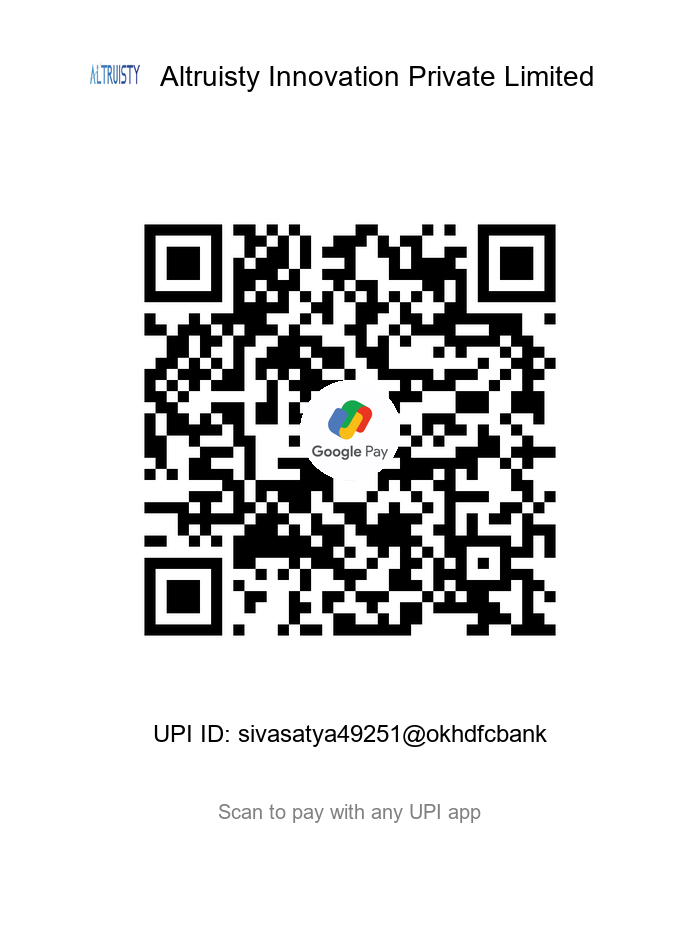 ALTRUISTY Altruisty Innovation Private Limited
Google Pay
UPI ID: sivasatya49251@okhdfcbank
Scan to pay with any UPI app